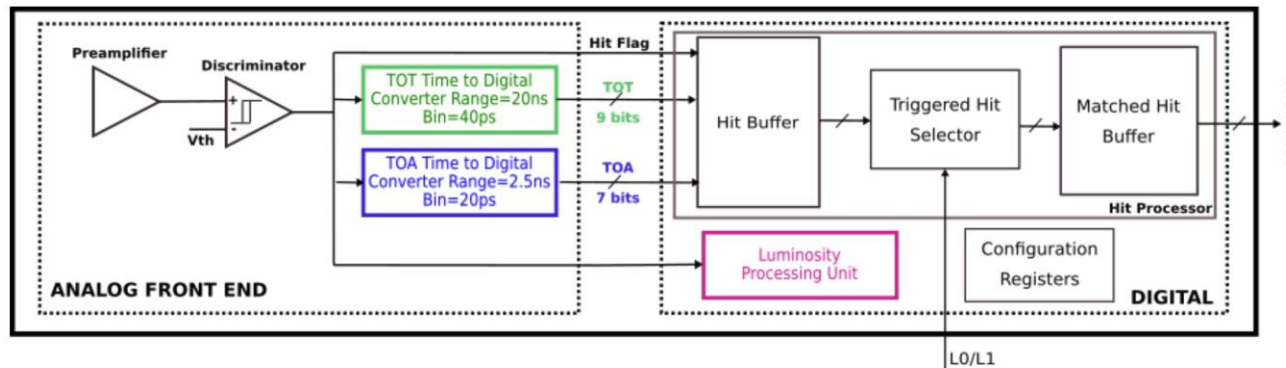 Preamplifier
Discriminator
+
-
Vth
TOT Time to Digital
Converter Range=20ns
Bin=40ps
TOA Time to Digital
Converter Range=2.5ns
Bin=20ps
ANALOG FRONT END
Hit Flag
TOT
9 bits
TOA
7 bits
Hit Buffer
Triggered Hit
Selector
Matched Hit
Buffer
Hit Processor
Luminosity
Processing Unit
Configuration
Registers
DIGITAL
L0/L1